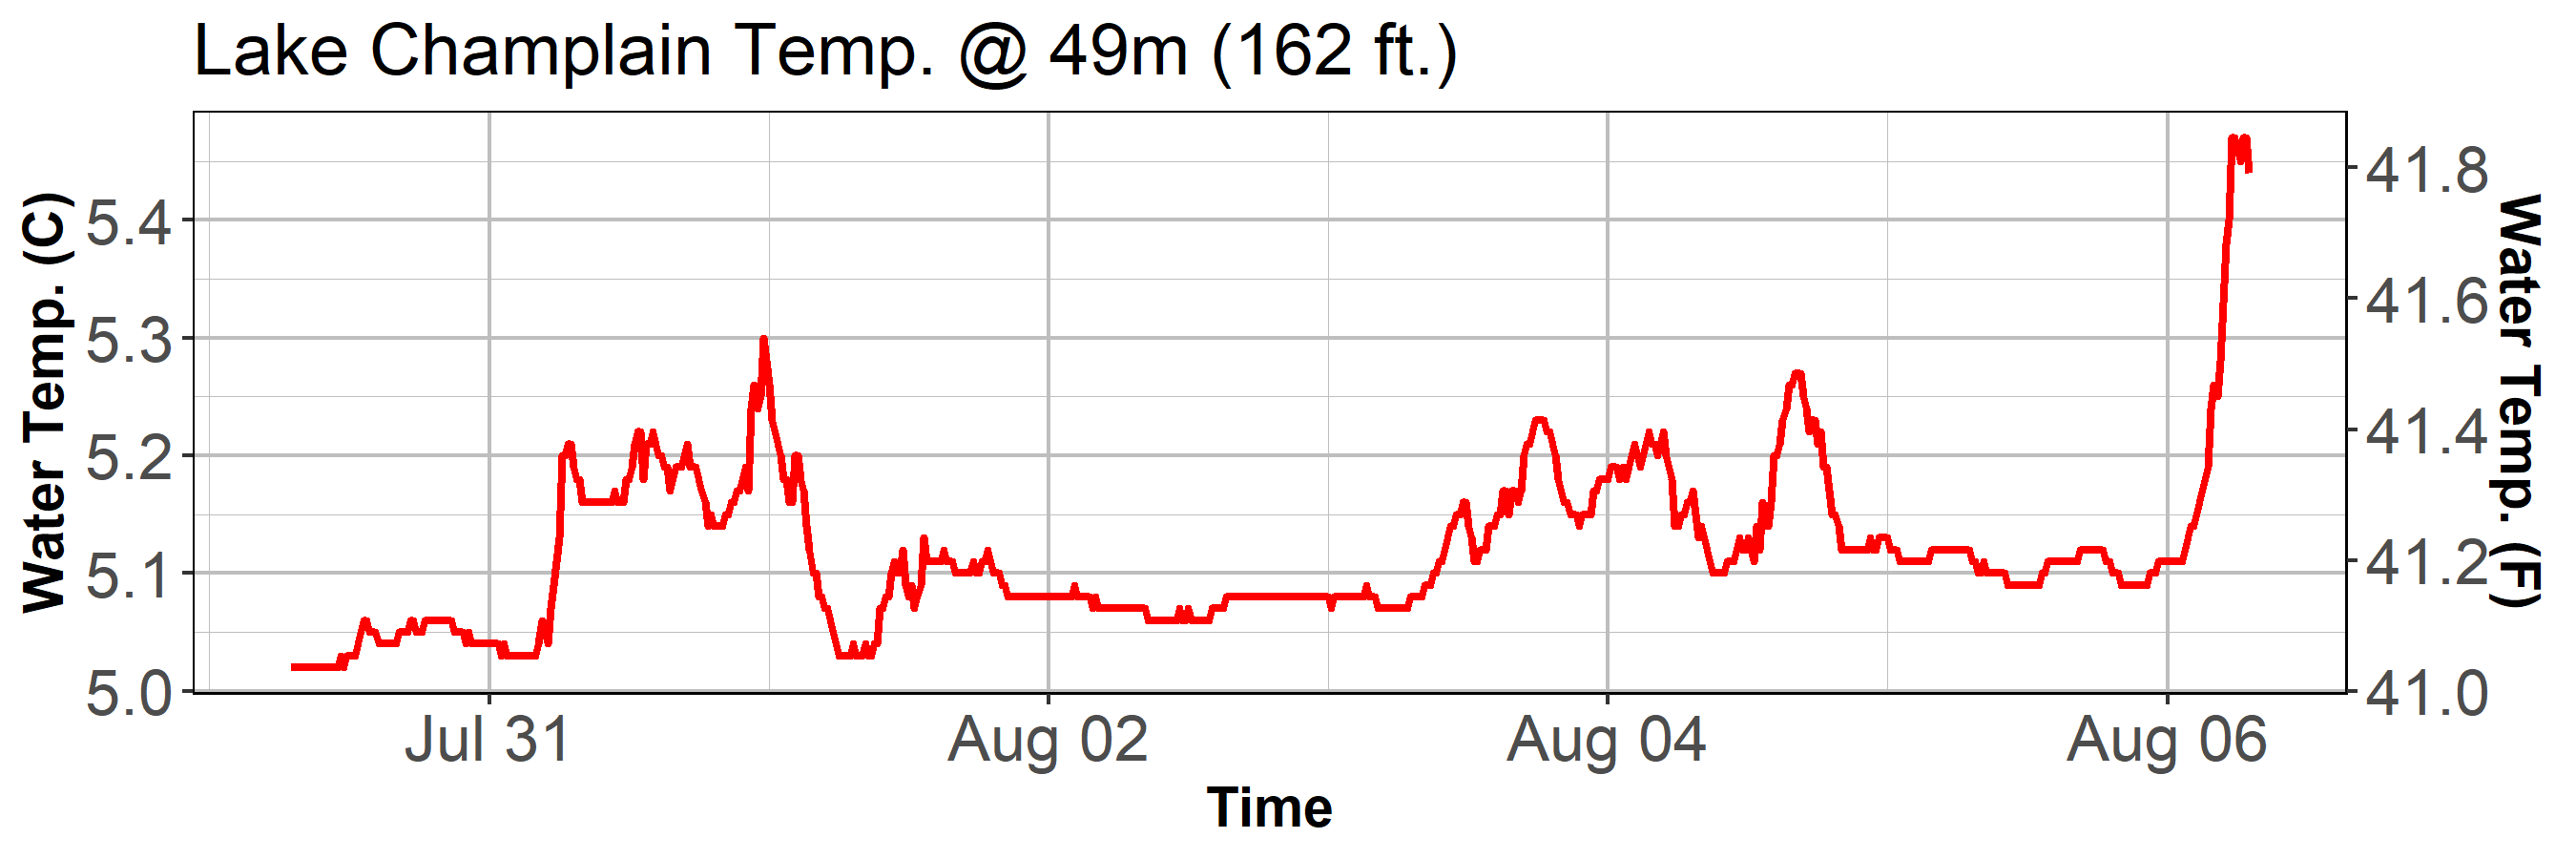 Lake Champlain Temp. @ 49m (162 ft.)
Water Temp. (C)
5.4
5.3
5.2
5.1
5.0
41.8
41.6
41.4
41.2
41.0
Water Temp. (F)
Jul 31 Aug 02 Aug 04 Aug 06
Time